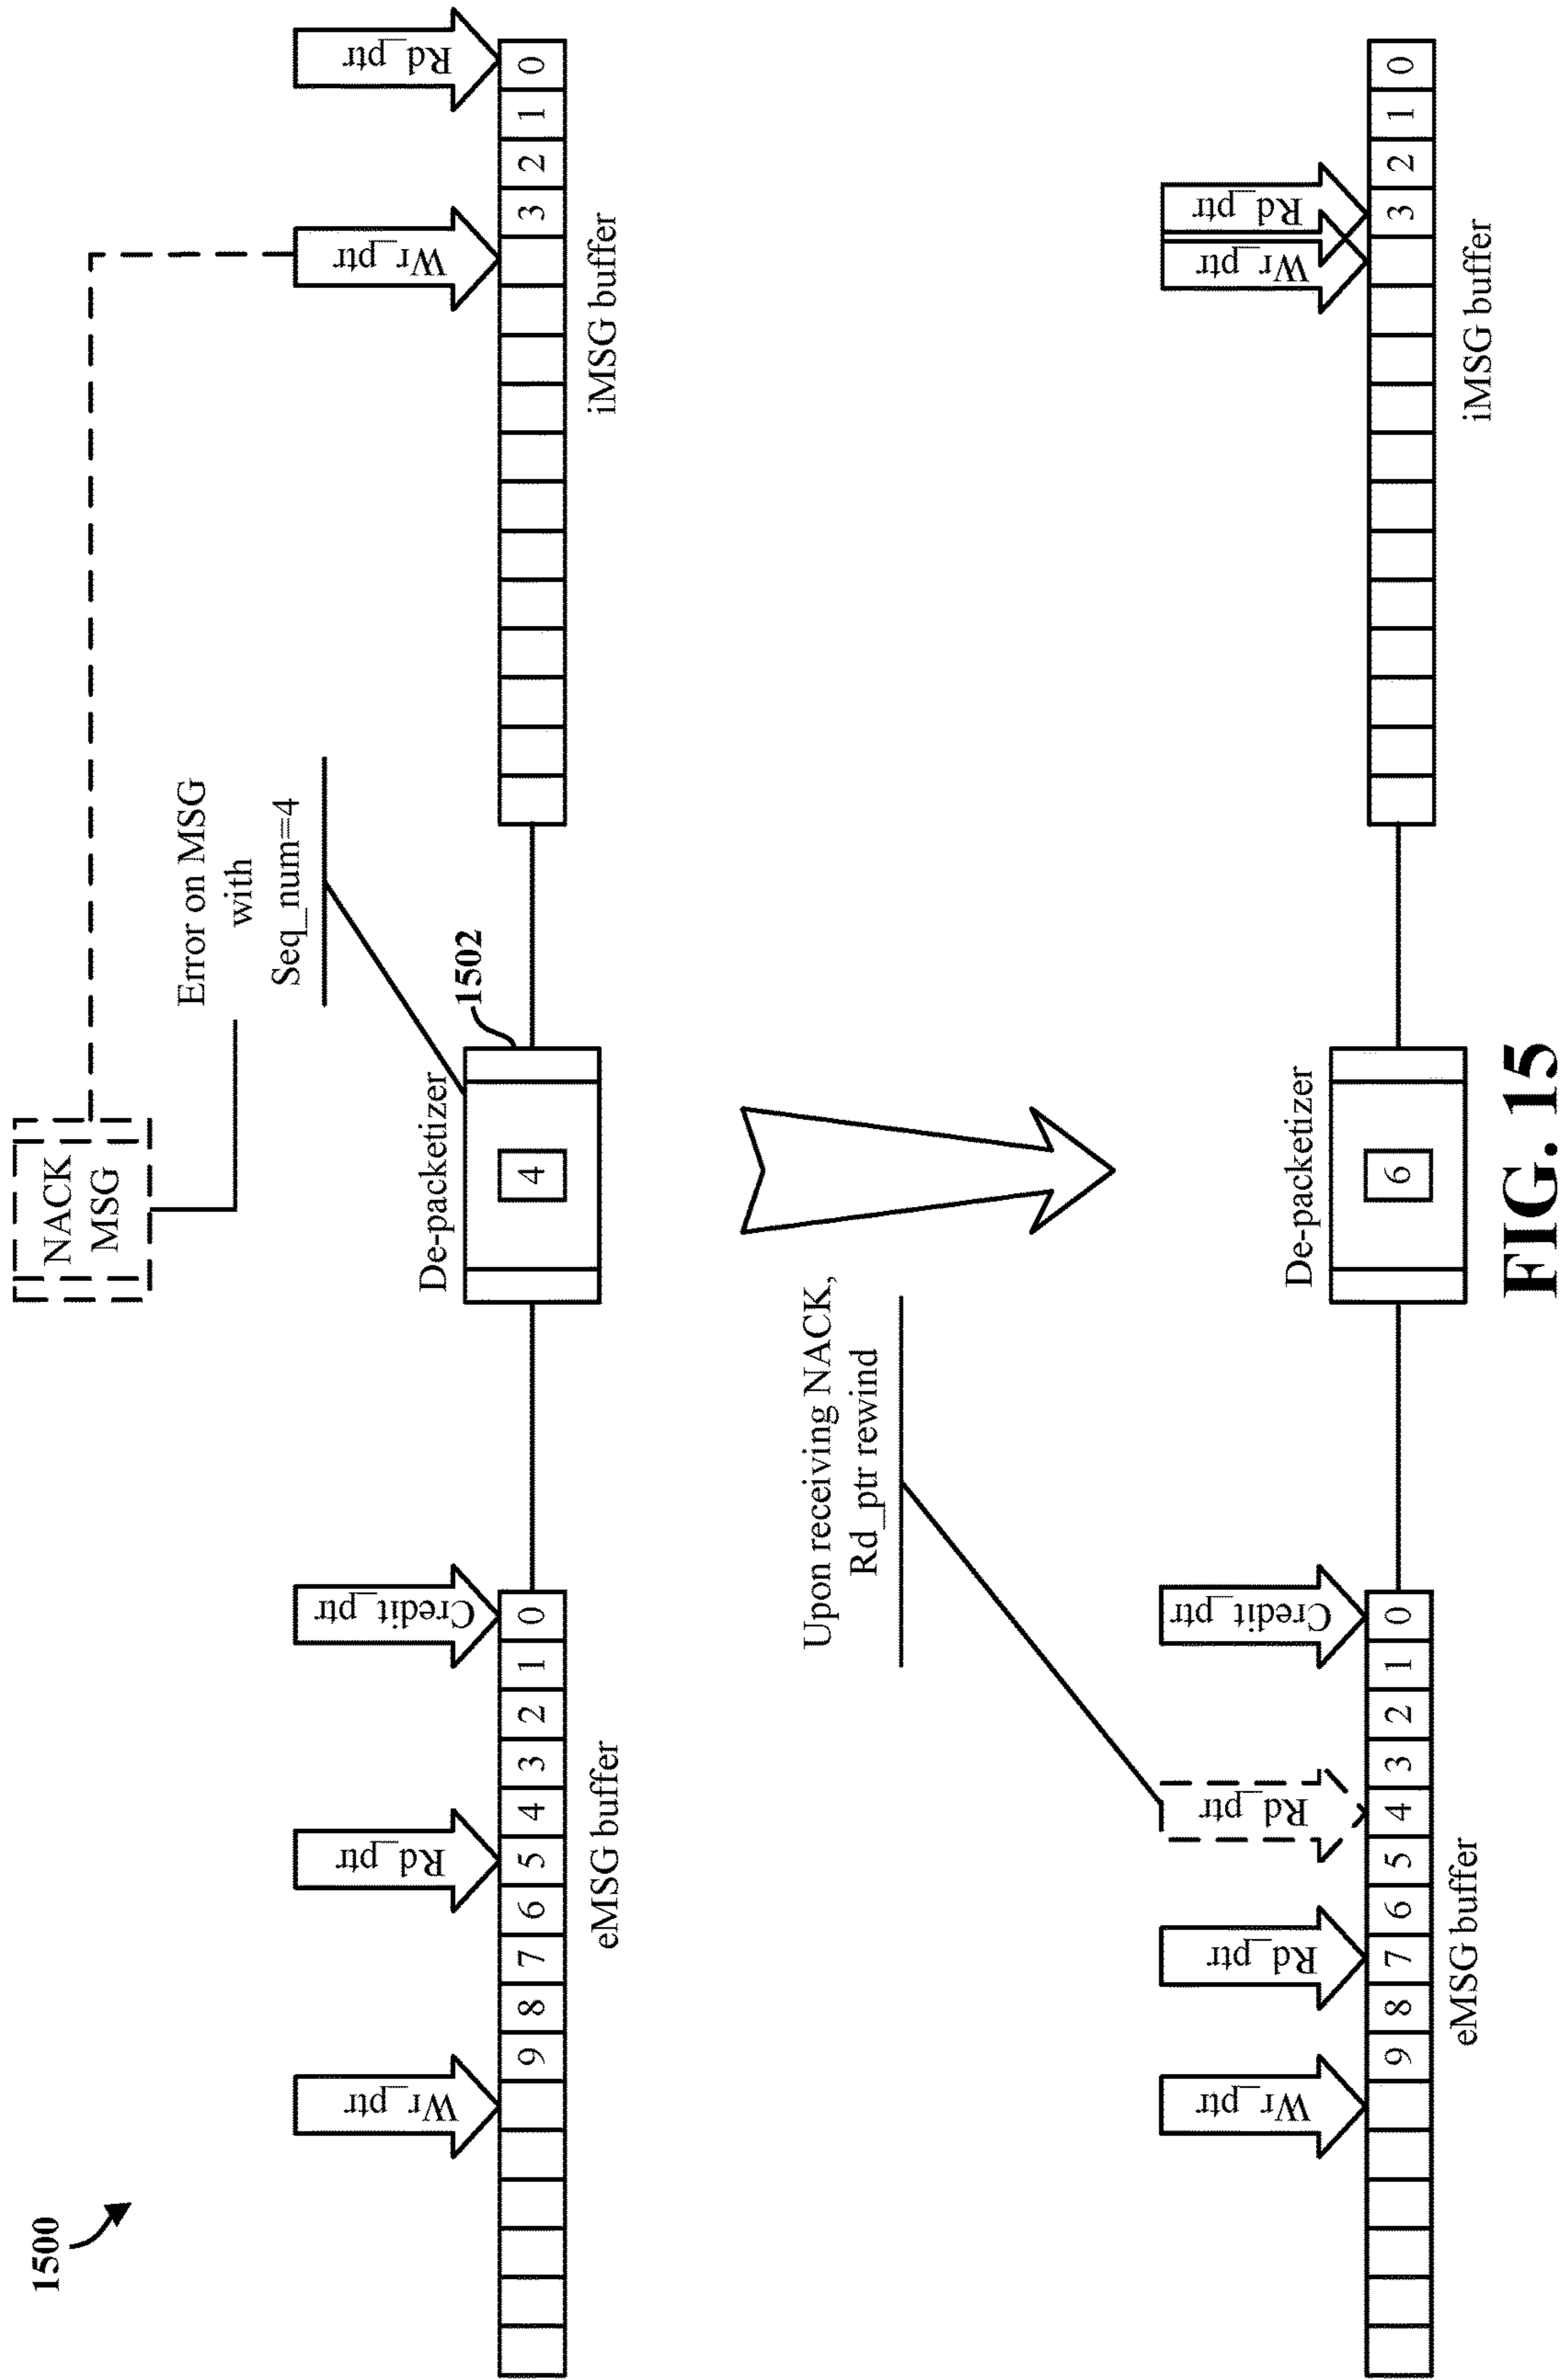 1500
NACK
MSG
Error on MSG
with
Seq_num=4
Wr_ptr
Rd_ptr
Credit_ptr
De-packetizer
1502
Wr_ptr
Rd_ptr
9 8 7 6 5 4 3 2 1 0
4
3 2 1 0
eMSG buffer
iMSG buffer
Upon receiving NACK,
Rd_ptr rewind
Wr_ptr
Rd_ptr
Rd_ptr
Credit_ptr
De-packetizer
Wr_ptr
Rd_ptr
9 8 7 6 5 4 3 2 1 0
6
3 2 1 0
eMSG buffer
iMSG buffer
FIG. 15